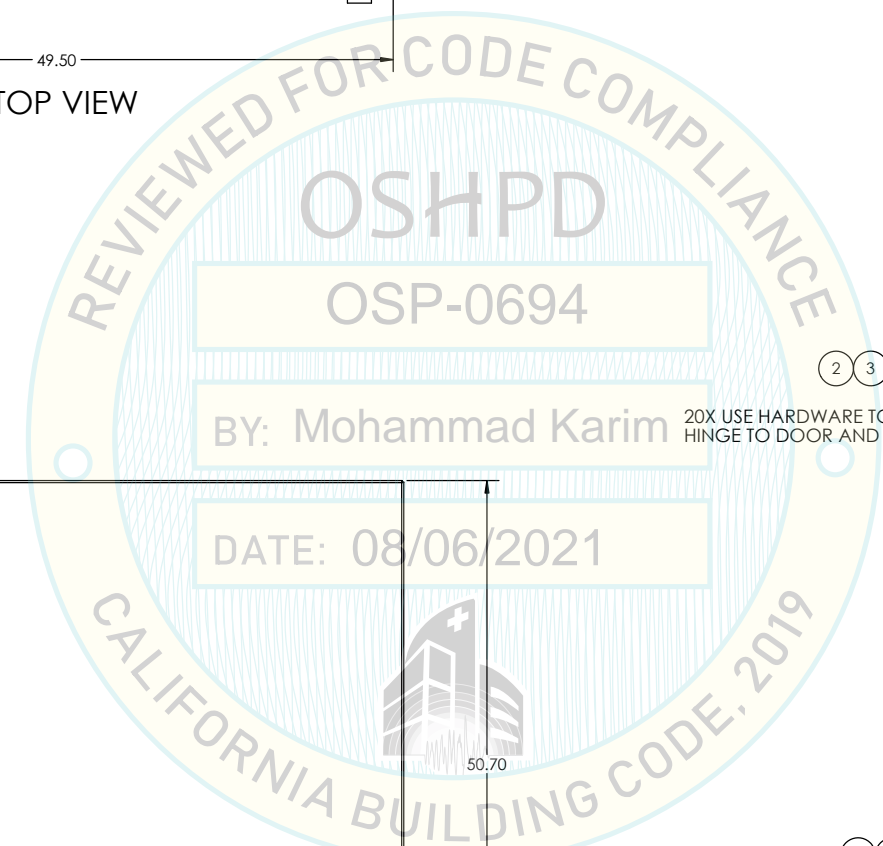 49.50
TOP VIEW
REVIEWED FOR CODE COMPLIANCE
OSHPD
OSP-0694
BY: Mohammad Karim
DATE: 08/06/2021
CALIFORNIA BUILDING CODE, 2019
2 3
20X USE HARDWARE TO
HINGE TO DOOR AND
50.70